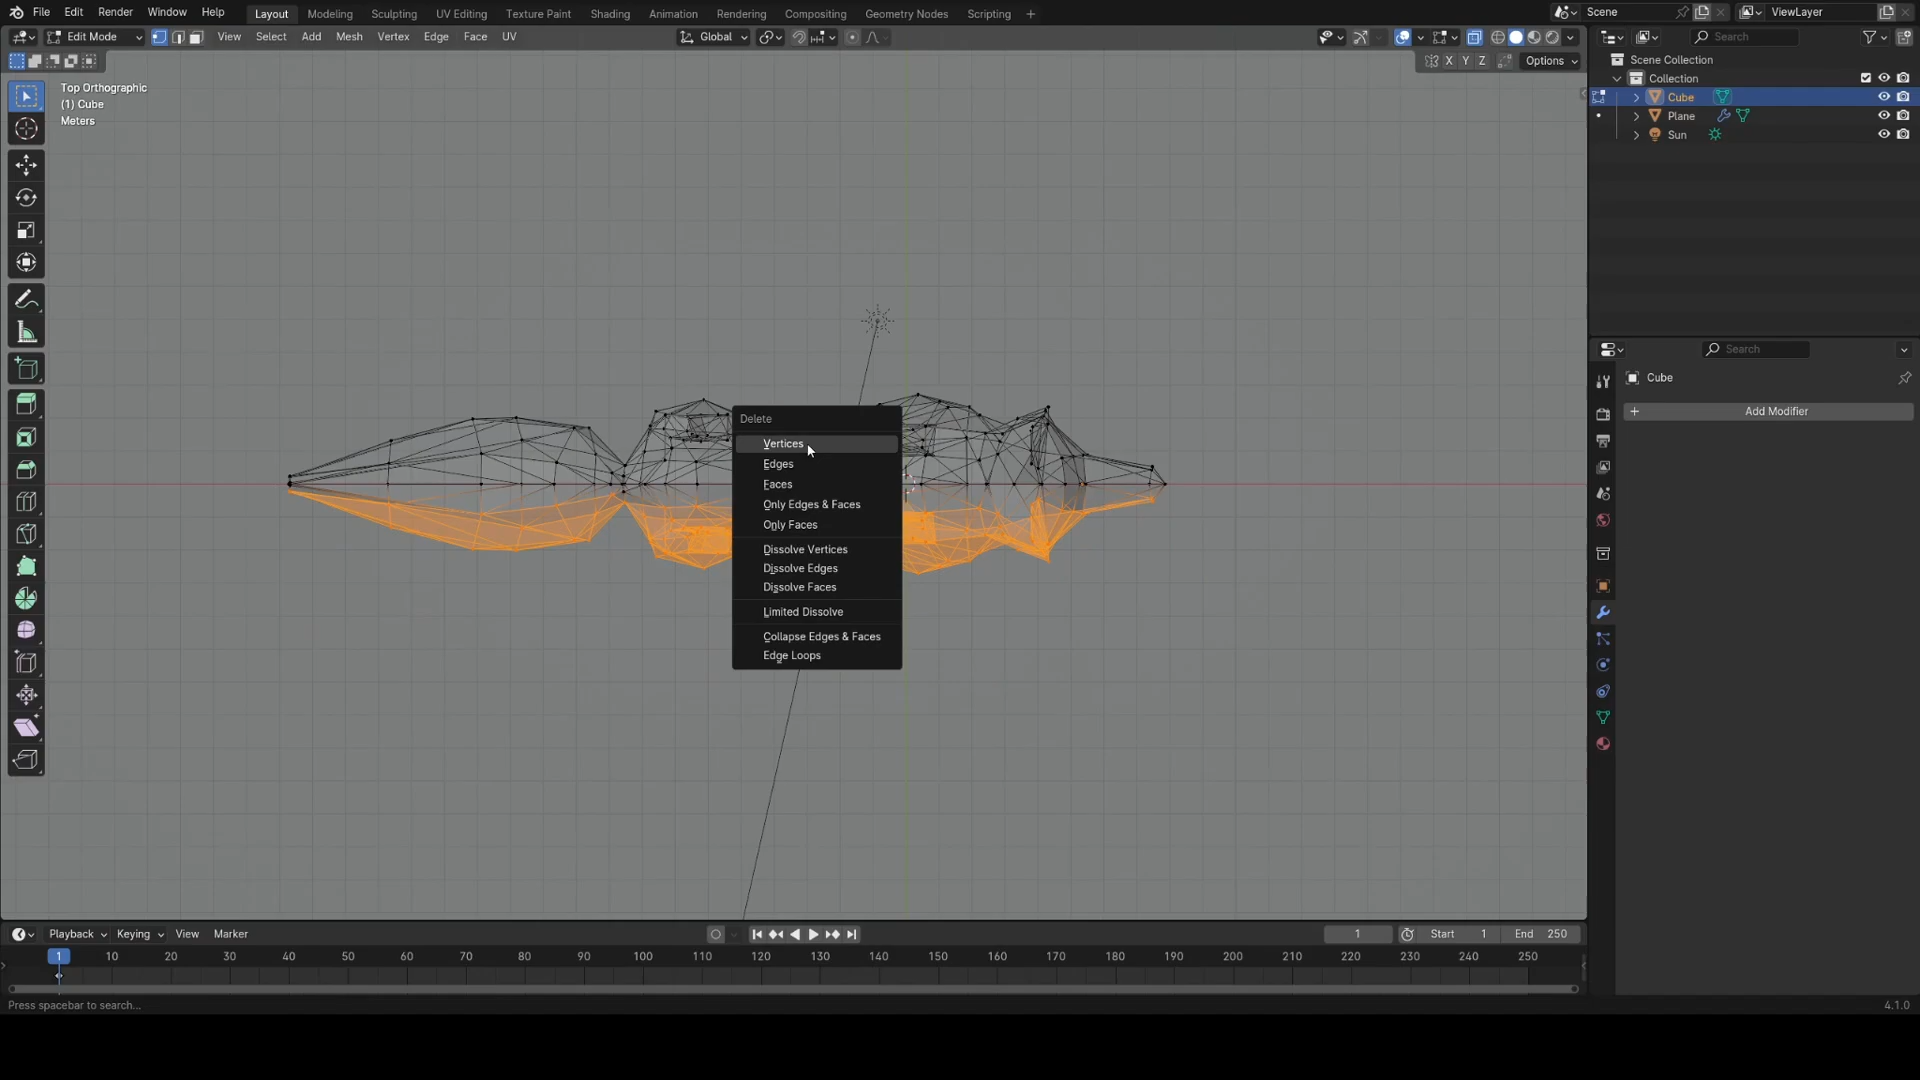 File Edit Render Window Help Layout Modeling Sculpting UV Editing Texture Paint Shading Animation Rendering Compositing Geometry Nodes Scripting + Scene ViewLayer
Edit Mode View Select Add Mesh Vertex Edge Face UV Global Search
X Y Z Options
Scene Collection
Collection
Cube
Plane
Sun
Top Orthographic
(1) Cube
Meters
Search
Cube
+ Add Modifier
Delete
Vertices
Edges
Faces
Only Edges & Faces
Only Faces
Dissolve Vertices
Dissolve Edges
Dissolve Faces
Limited Dissolve
Collapse Edges & Faces
Edge Loops
Playback Keying View Marker 1 Start 1 End 250
1 10 20 30 40 50 60 70 80 90 100 110 120 130 140 150 160 170 180 190 200 210 220 230 240 250
Press spacebar to search... 4.1.0